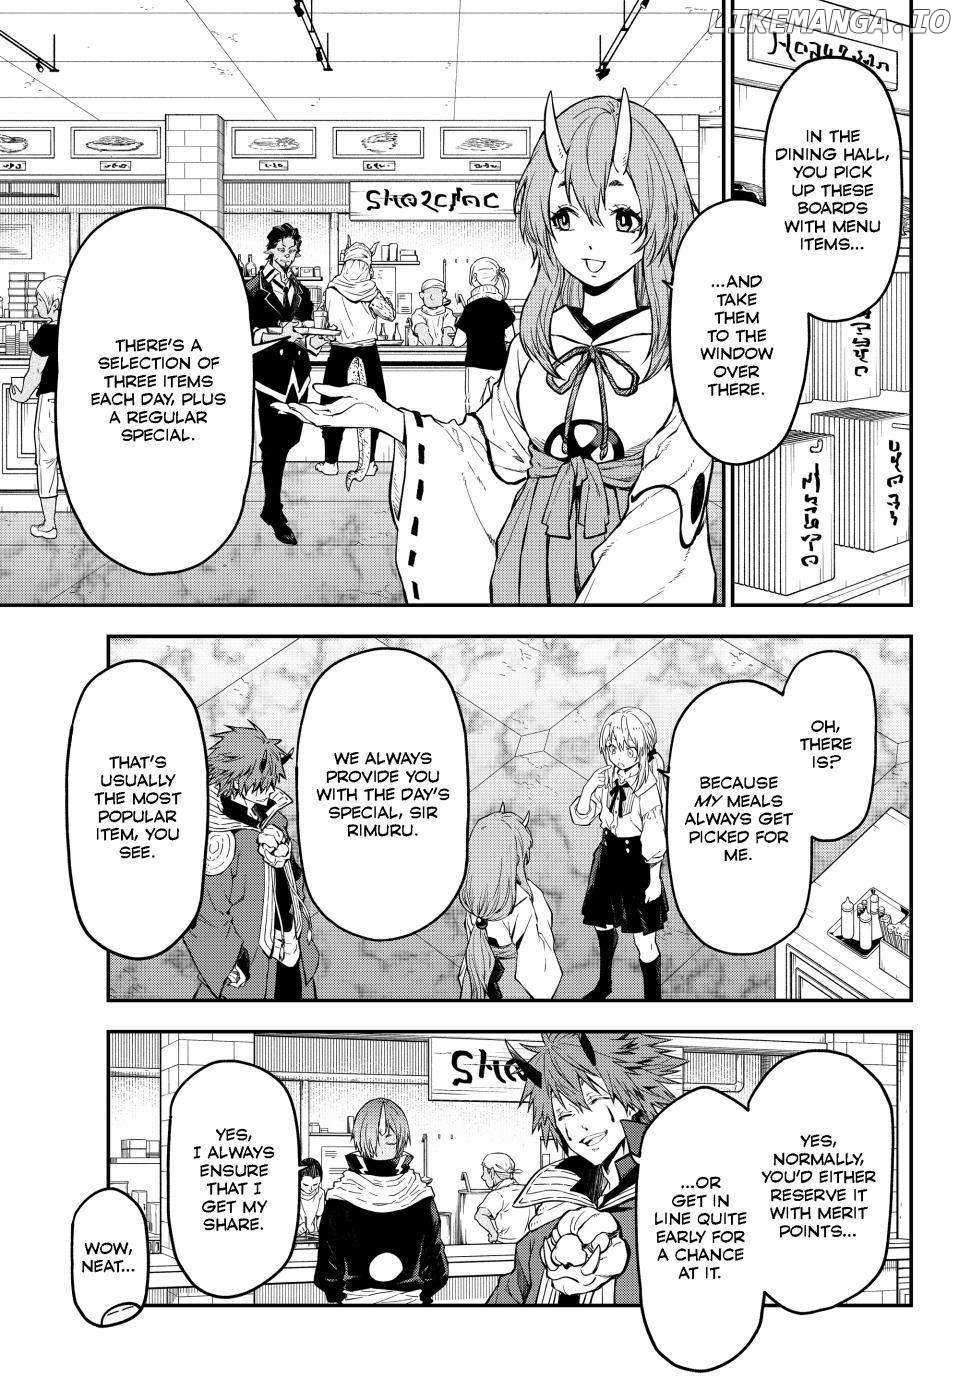 LIKEMANGA.IO
IN THE
DINING HALL,
YOU PICK
UP THESE
BOARDS
WITH MENU
ITEMS...
...AND
TAKE
THEM
TO THE
WINDOW
OVER
THERE.
THERE'S A
SELECTION OF
THREE ITEMS
EACH DAY, PLUS
A REGULAR
SPECIAL.
OH,
THERE
IS?
BECAUSE
MY MEALS
ALWAYS GET
PICKED FOR
ME.
WE ALWAYS
PROVIDE YOU
WITH THE DAY'S
SPECIAL, SIR
RIMURU.
THAT'S
USUALLY
THE MOST
POPULAR
ITEM, YOU
SEE.
YES,
NORMALLY,
YOU'D EITHER
RESERVE IT
WITH MERIT
POINTS...
...OR
GET IN
LINE QUITE
EARLY FOR
A CHANCE
AT IT.
YES,
I ALWAYS
ENSURE
THAT I
GET MY
SHARE.
WOW,
NEAT...